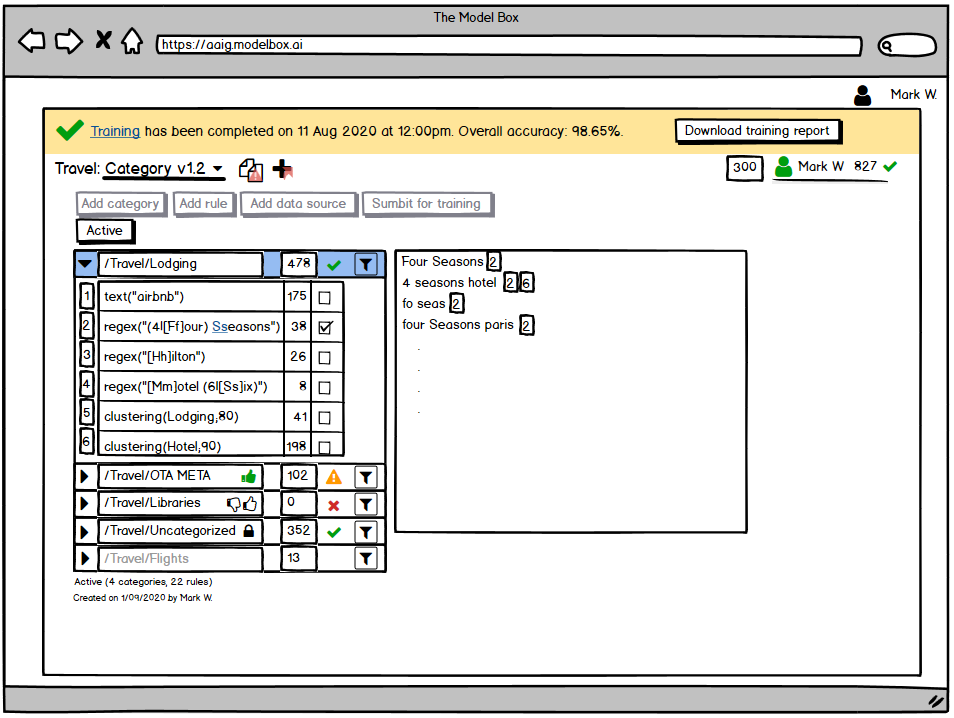 The Model Box
https://aaig.modelbox.ai
Mark W.
Training has been completed on 11 Aug 2020 at 12:00pm. Overall accuracy: 98.65%. Download training report
Travel: Category v1.2 300 Mark W 827
Add category Add rule Add data source Sumbit for training
Active
/Travel/Lodging 478
1 text("airbnb") 175
2 regex("(4|[Ff]our) Sseasons") 38
3 regex("[Hh]ilton") 26
4 regex("[Mm]otel (6|[Ss]ix)") 8
5 clustering(Lodging,80) 41
6 clustering(Hotel,90) 198
/Travel/OTA META 102
/Travel/Libraries 0
/Travel/Uncategorized 352
/Travel/Flights 13
Active (4 categories, 22 rules)
Created on 1/09/2020 by Mark W.
Four Seasons 2
4 seasons hotel 2 6
fo seas 2
four Seasons paris 2
.
.
.
.